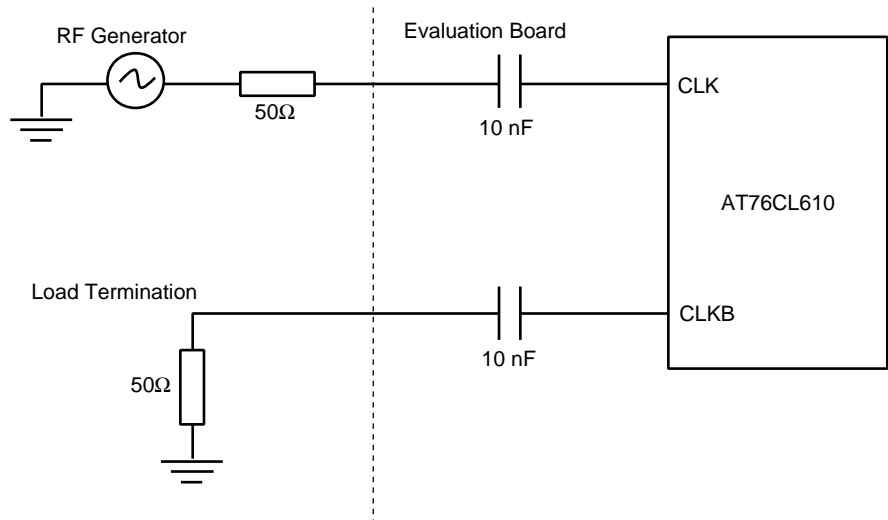 RF Generator
Evaluation Board
50Ω
10 nF
CLK
AT76CL610
Load Termination
CLKB
10 nF
50Ω